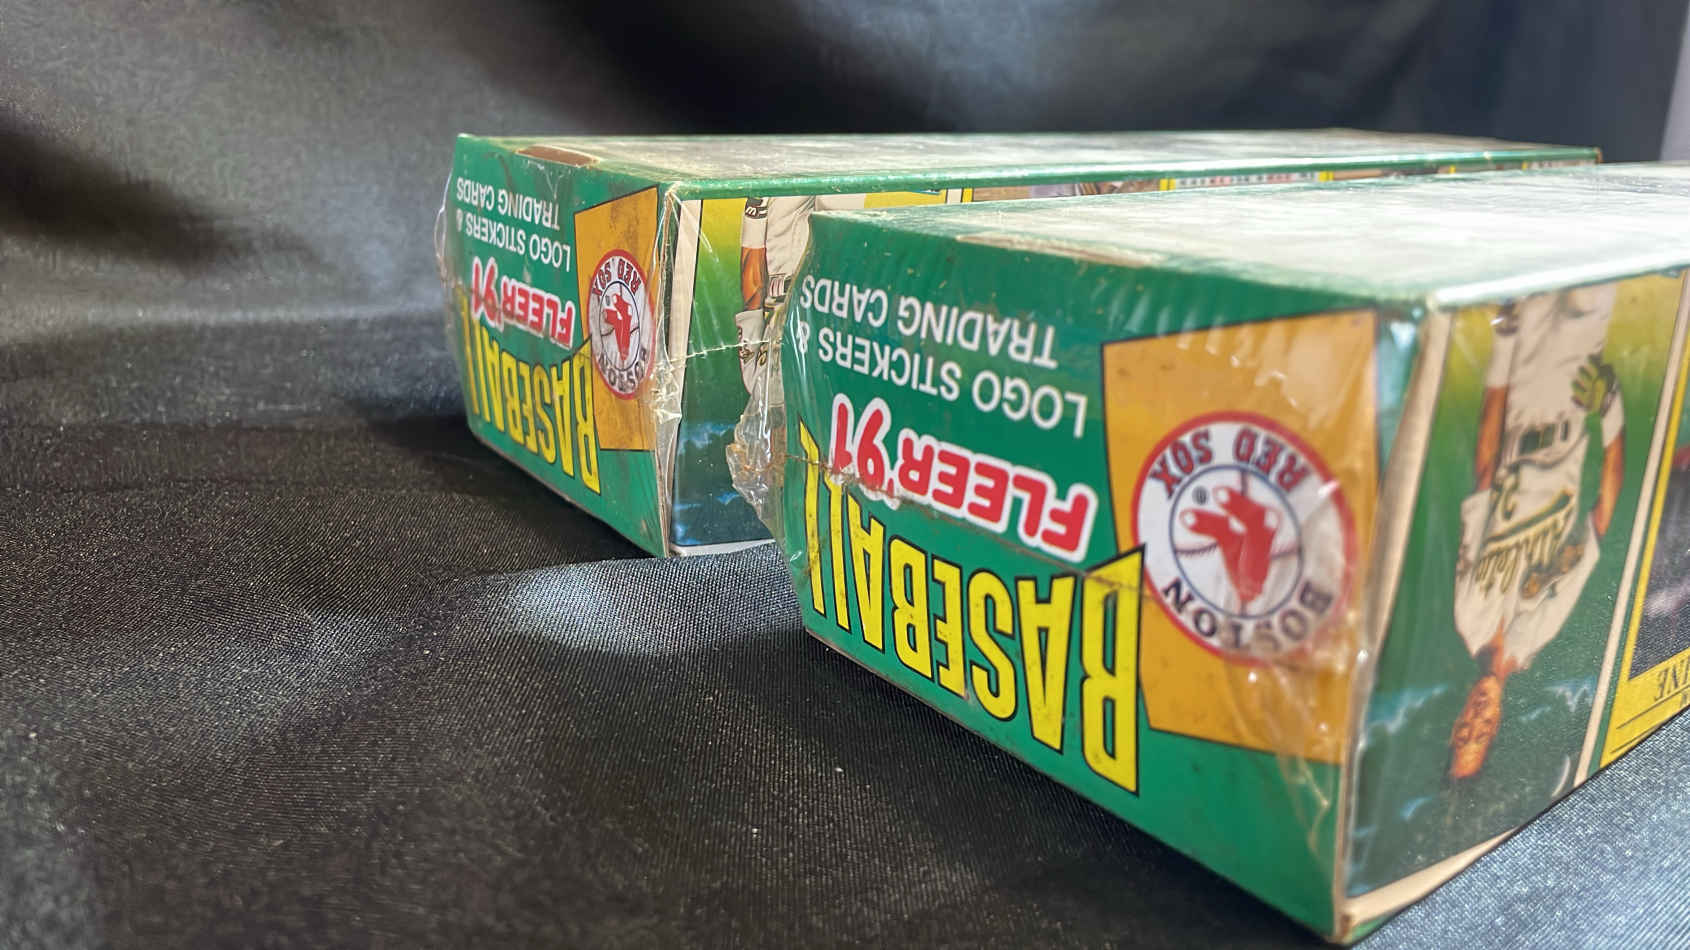 BASEBALL
FLEER '91
LOGO STICKERS &
TRADING CARDS
BOSTON
RED SOX
BASEBALL
FLEER '91
LOGO STICKERS &
TRADING CARDS
BOSTON
RED SOX
®
Athletics